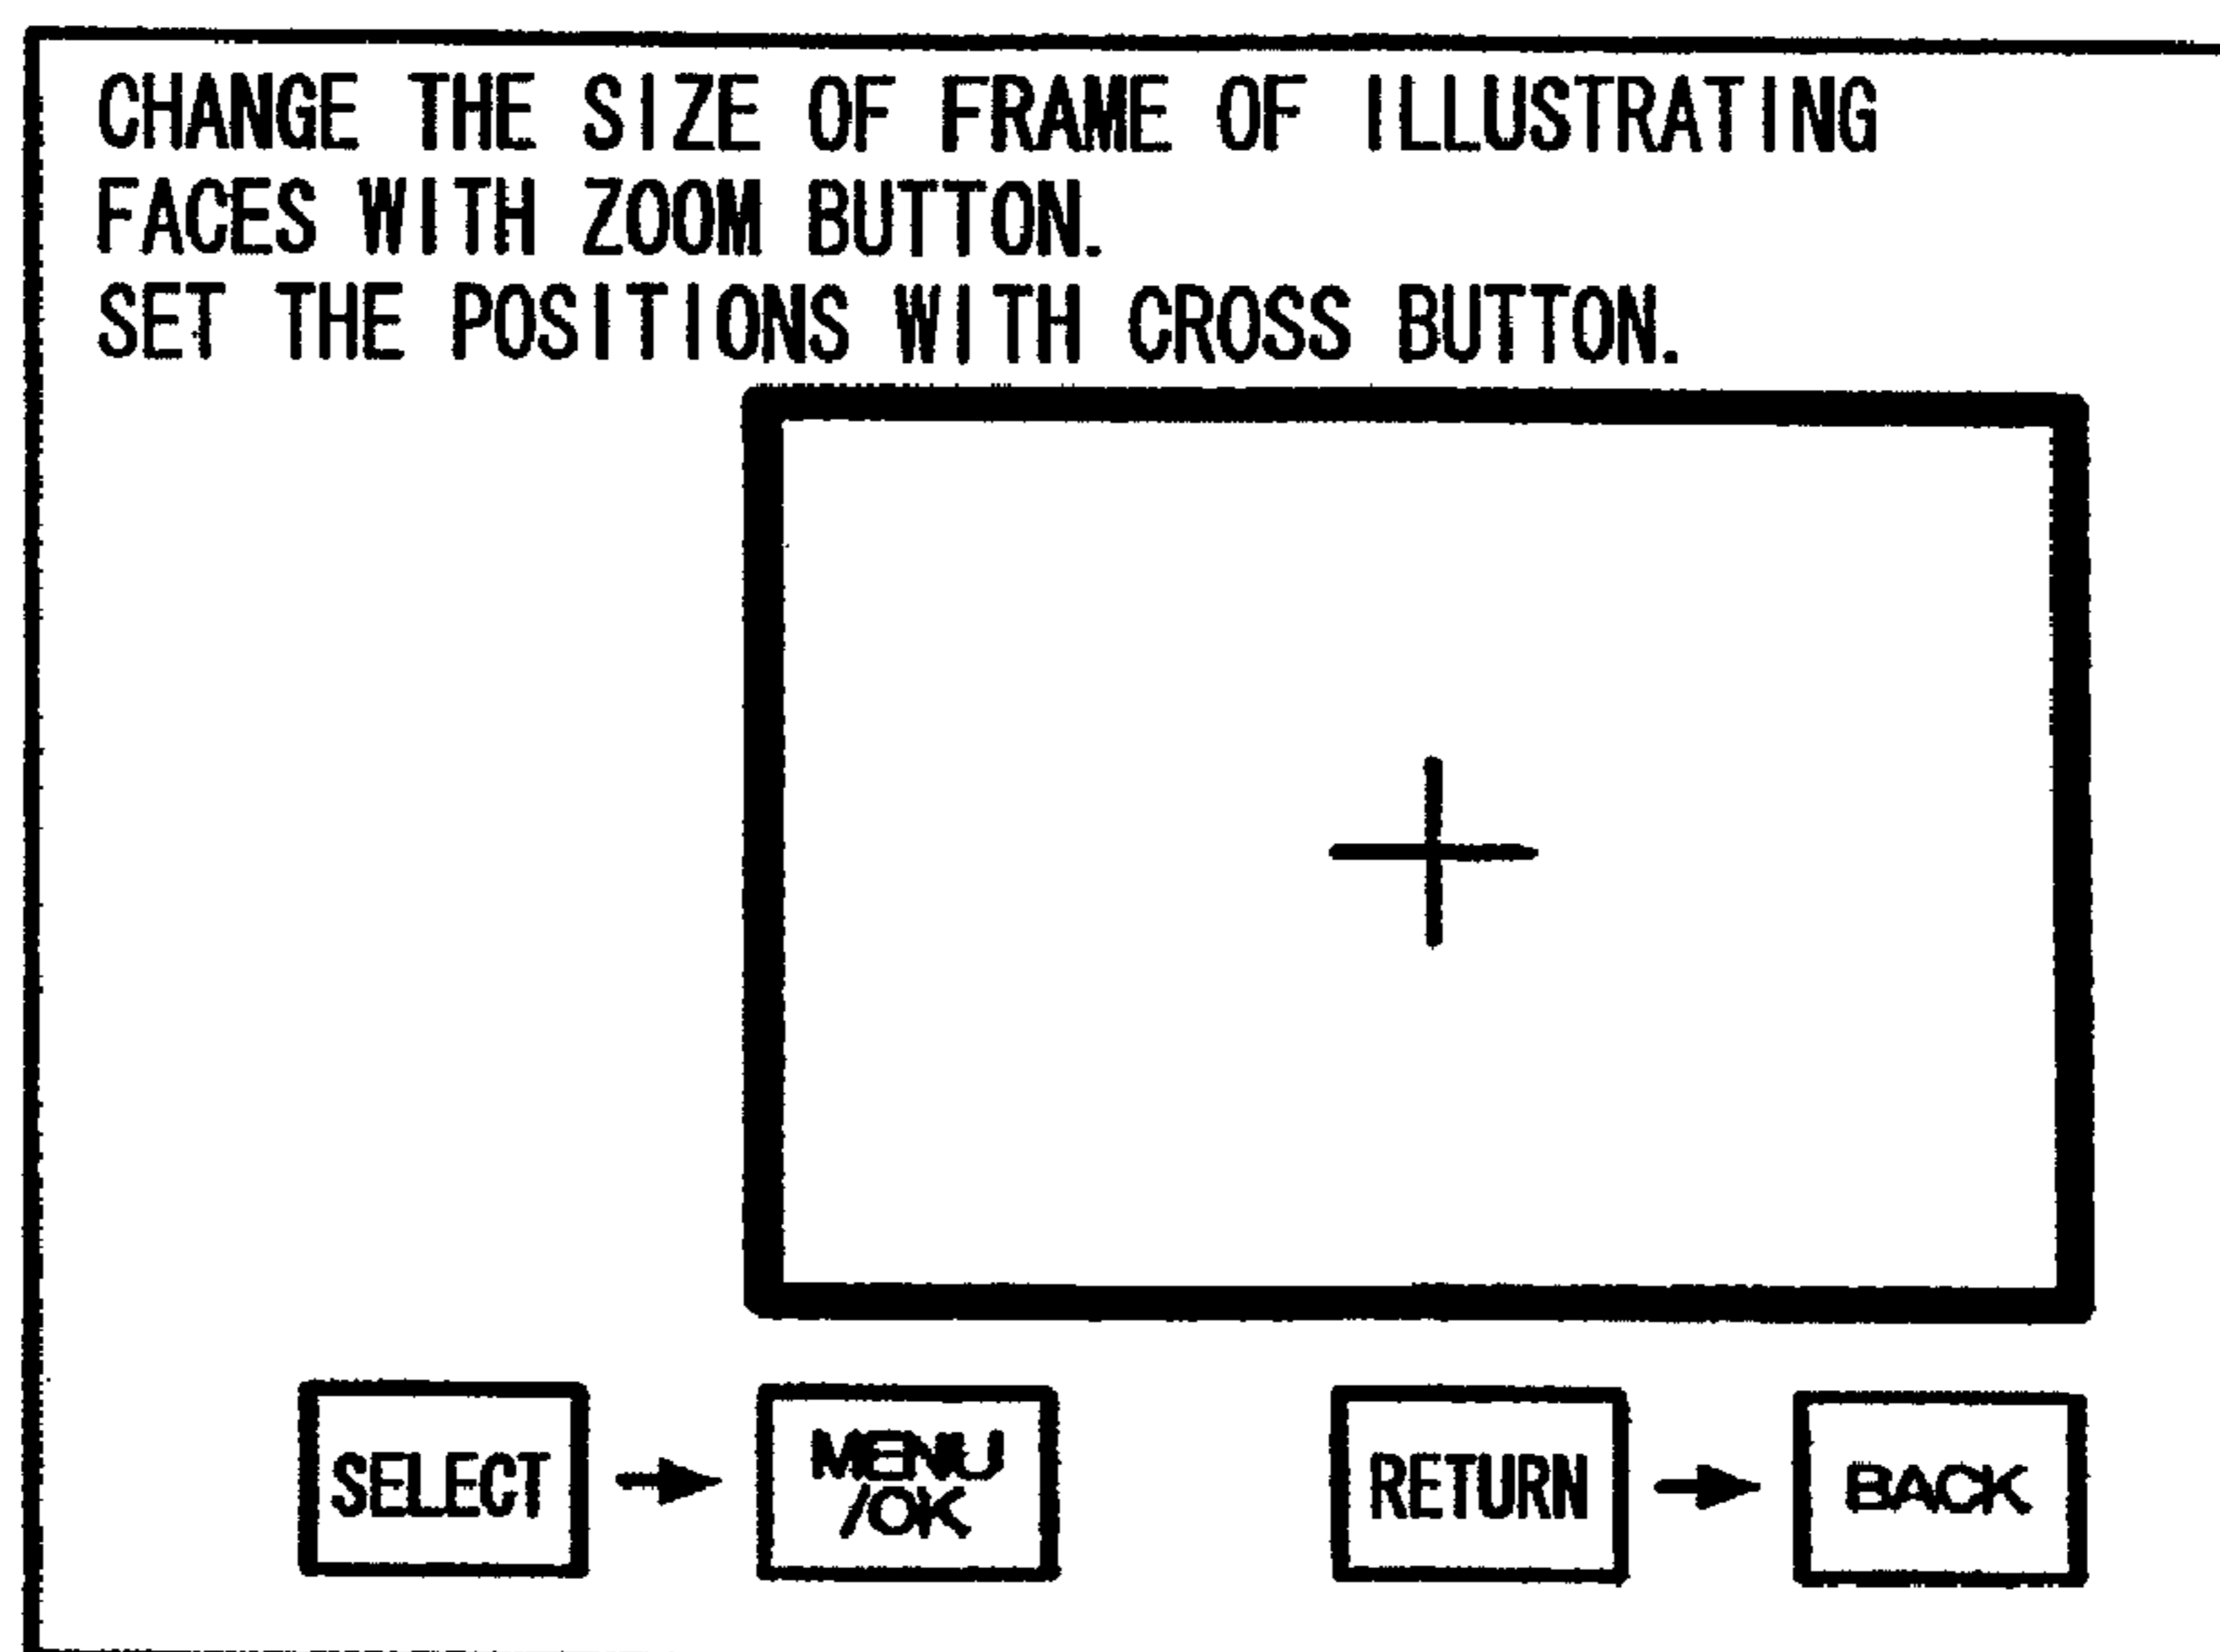 CHANGE THE SIZE OF FRAME OF ILLUSTRATING
FACES WITH ZOOM BUTTON.
SET THE POSITIONS WITH CROSS BUTTON.
SELECT
MENU
/OK
RETURN
BACK